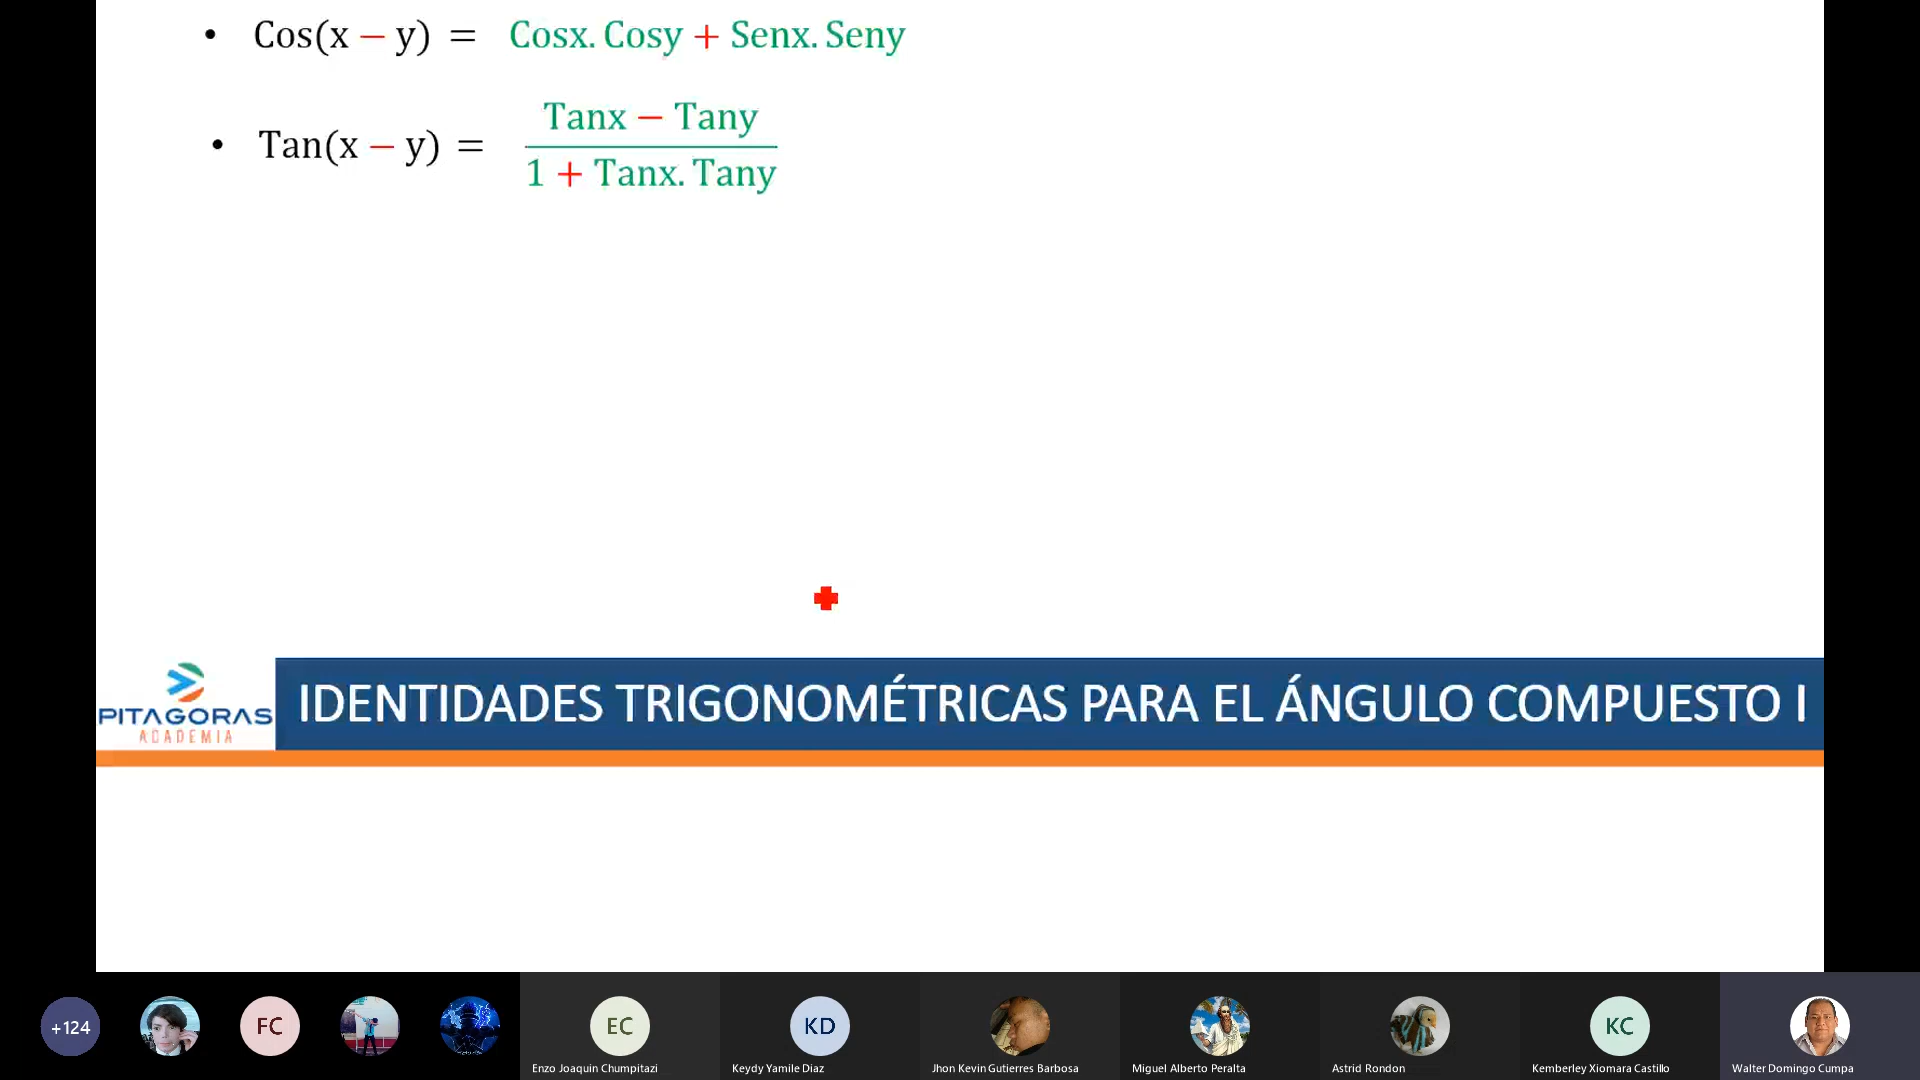 • Cos(x − y) = Cosx. Cosy + Senx. Seny
• Tan(x − y) = Tanx − Tany / 1 + Tanx. Tany
PITAGORAS
ACADEMIA
IDENTIDADES TRIGONOMÉTRICAS PARA EL ÁNGULO COMPUESTO I
+124
FC
EC
KD
KC
Enzo Joaquin Chumpitazi
Keydy Yamile Diaz
Jhon Kevin Gutierres Barbosa
Miguel Alberto Peralta
Astrid Rondon
Kemberley Xiomara Castillo
Walter Domingo Cumpa